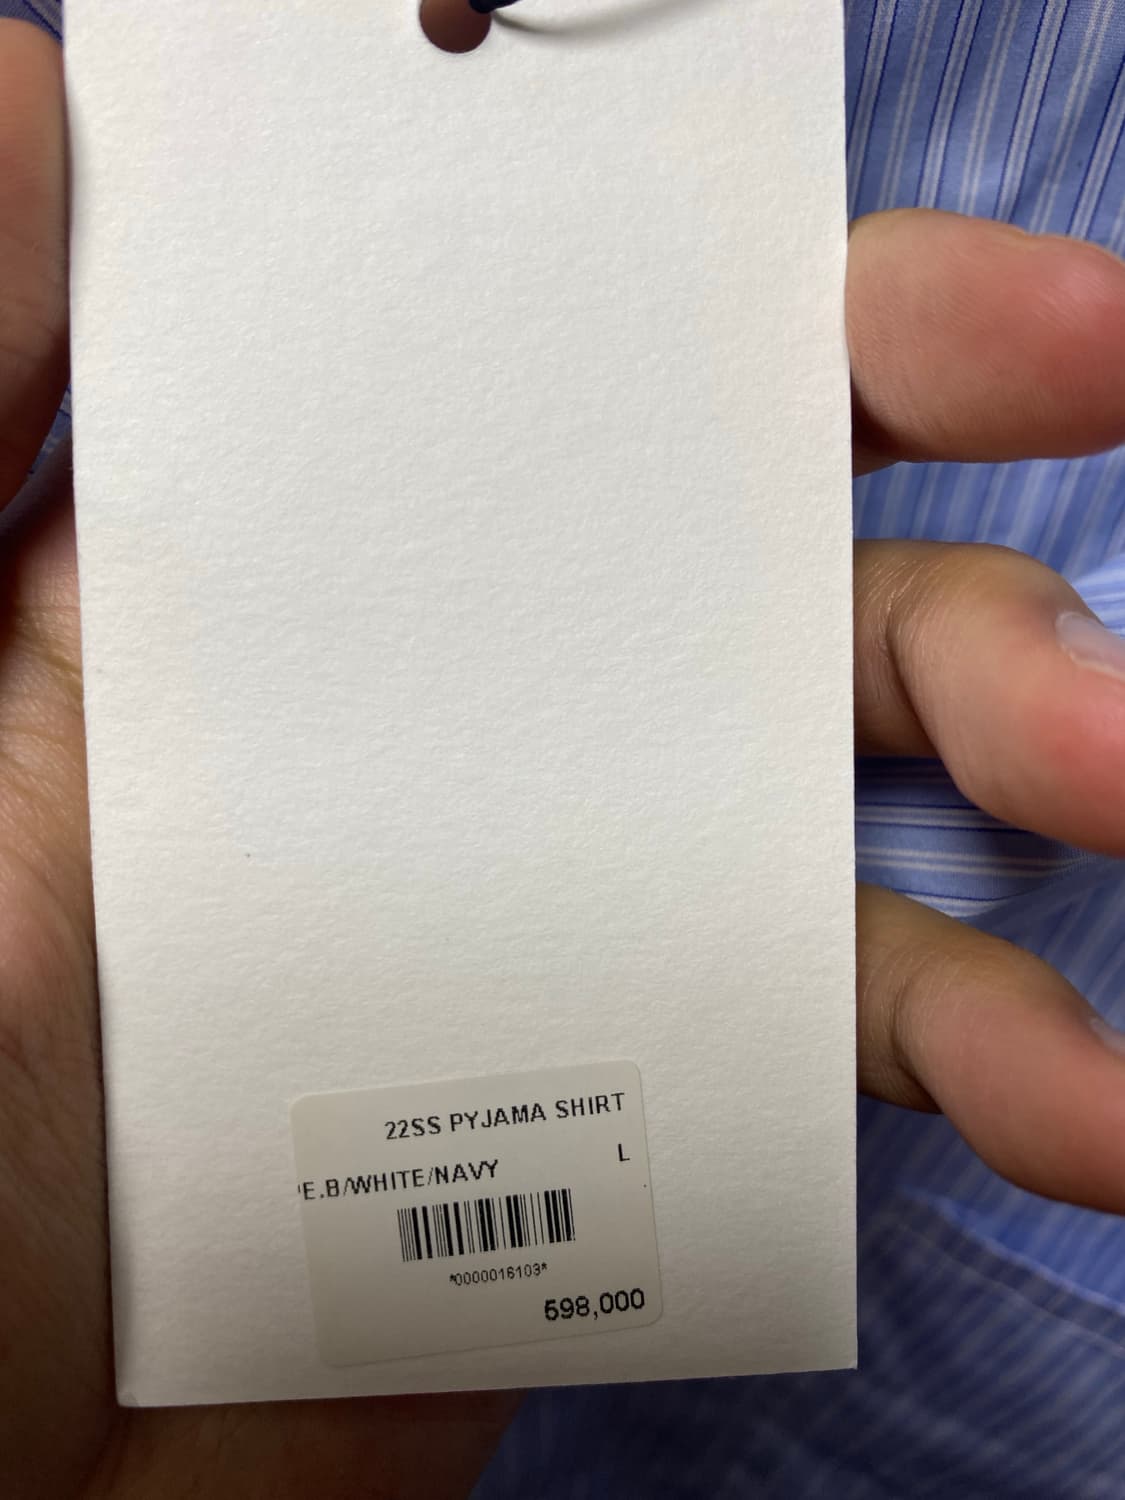 22SS PYJAMA SHIRT
L
E.B/WHITE/NAVY
*0000016103*
598,000